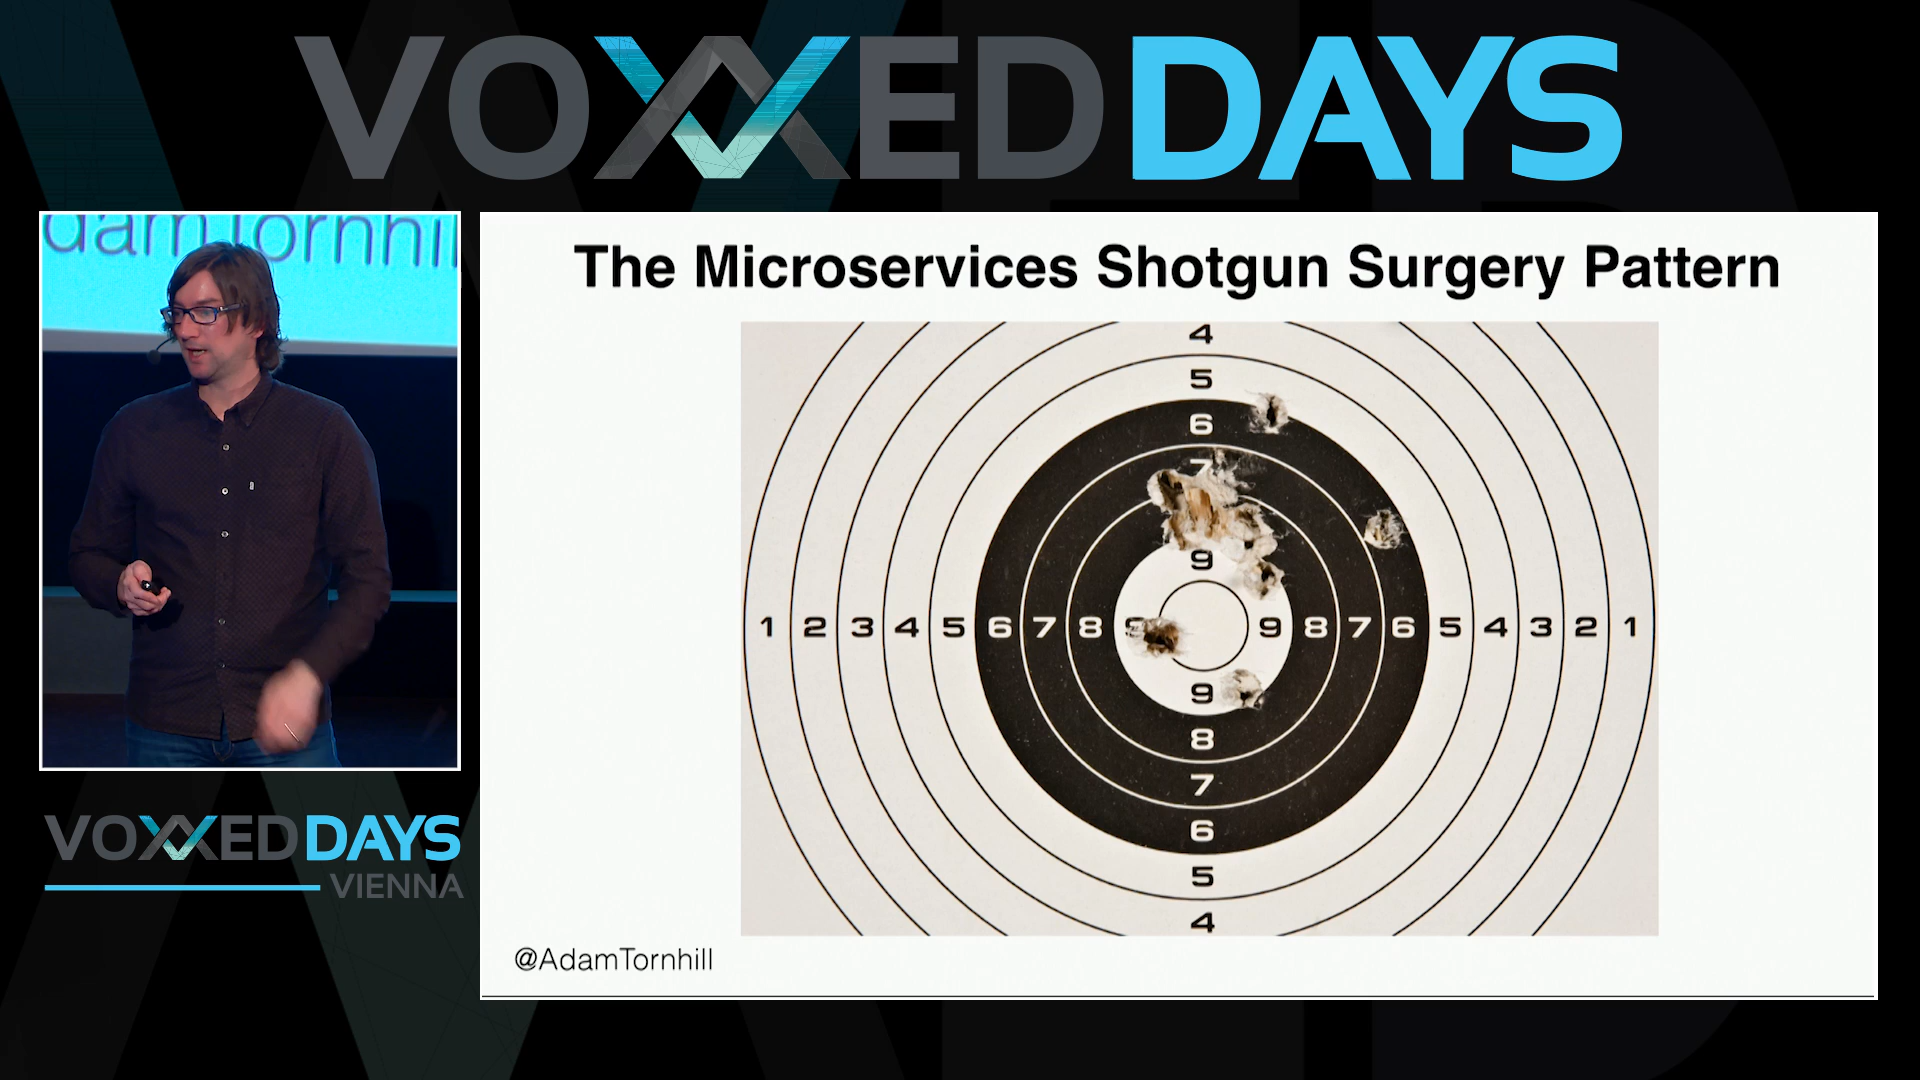 VOXXED DAYS
damTornhil
The Microservices Shotgun Surgery Pattern
4
5
6
7
9
1 2 3 4 5 6 7 8 9 9 8 7 6 5 4 3 2 1
9
8
7
6
5
4
@AdamTornhill
VOXXED DAYS
VIENNA